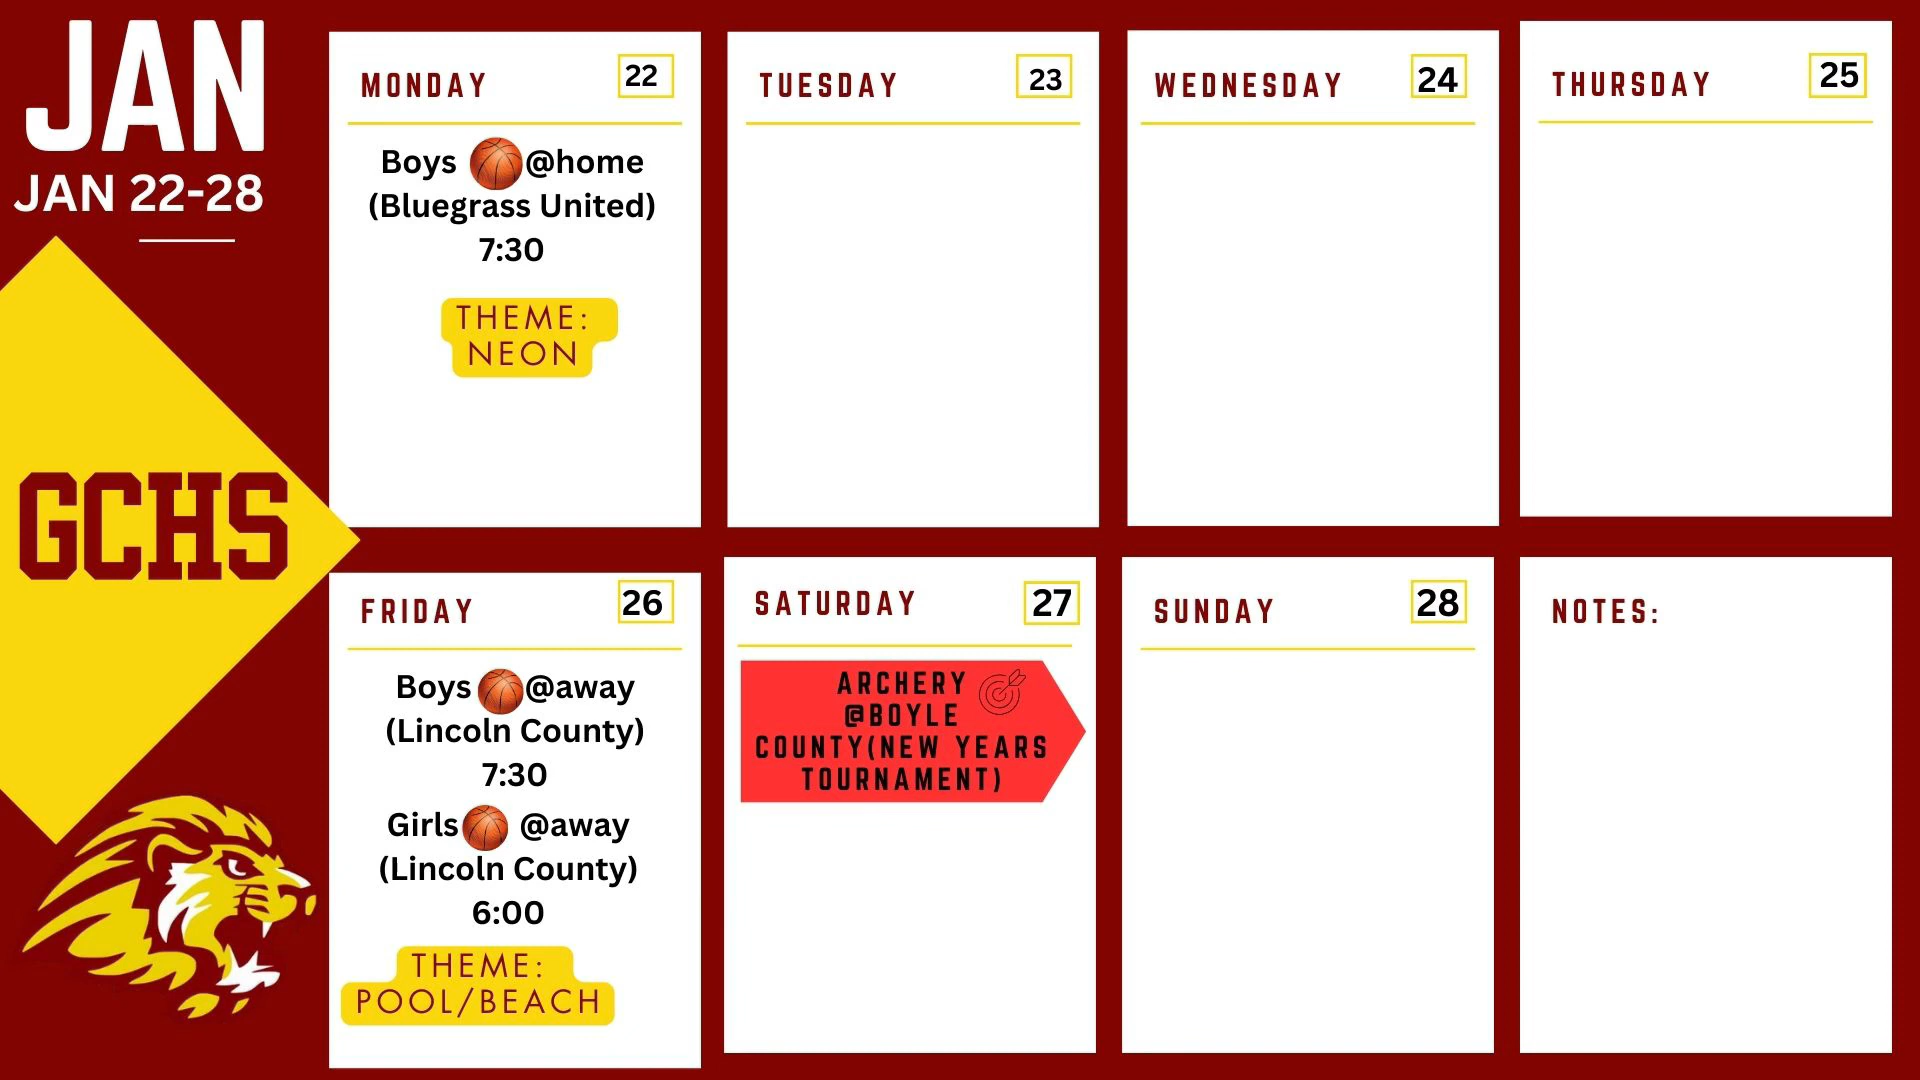 JAN
JAN 22-28
GCHS
MONDAY 22
Boys @home
(Bluegrass United)
7:30
THEME:
NEON
TUESDAY 23
WEDNESDAY 24
THURSDAY 25
FRIDAY 26
Boys @away
(Lincoln County)
7:30
Girls @away
(Lincoln County)
6:00
THEME:
POOL/BEACH
SATURDAY 27
ARCHERY
@BOYLE
COUNTY(NEW YEARS
TOURNAMENT)
SUNDAY 28
NOTES: